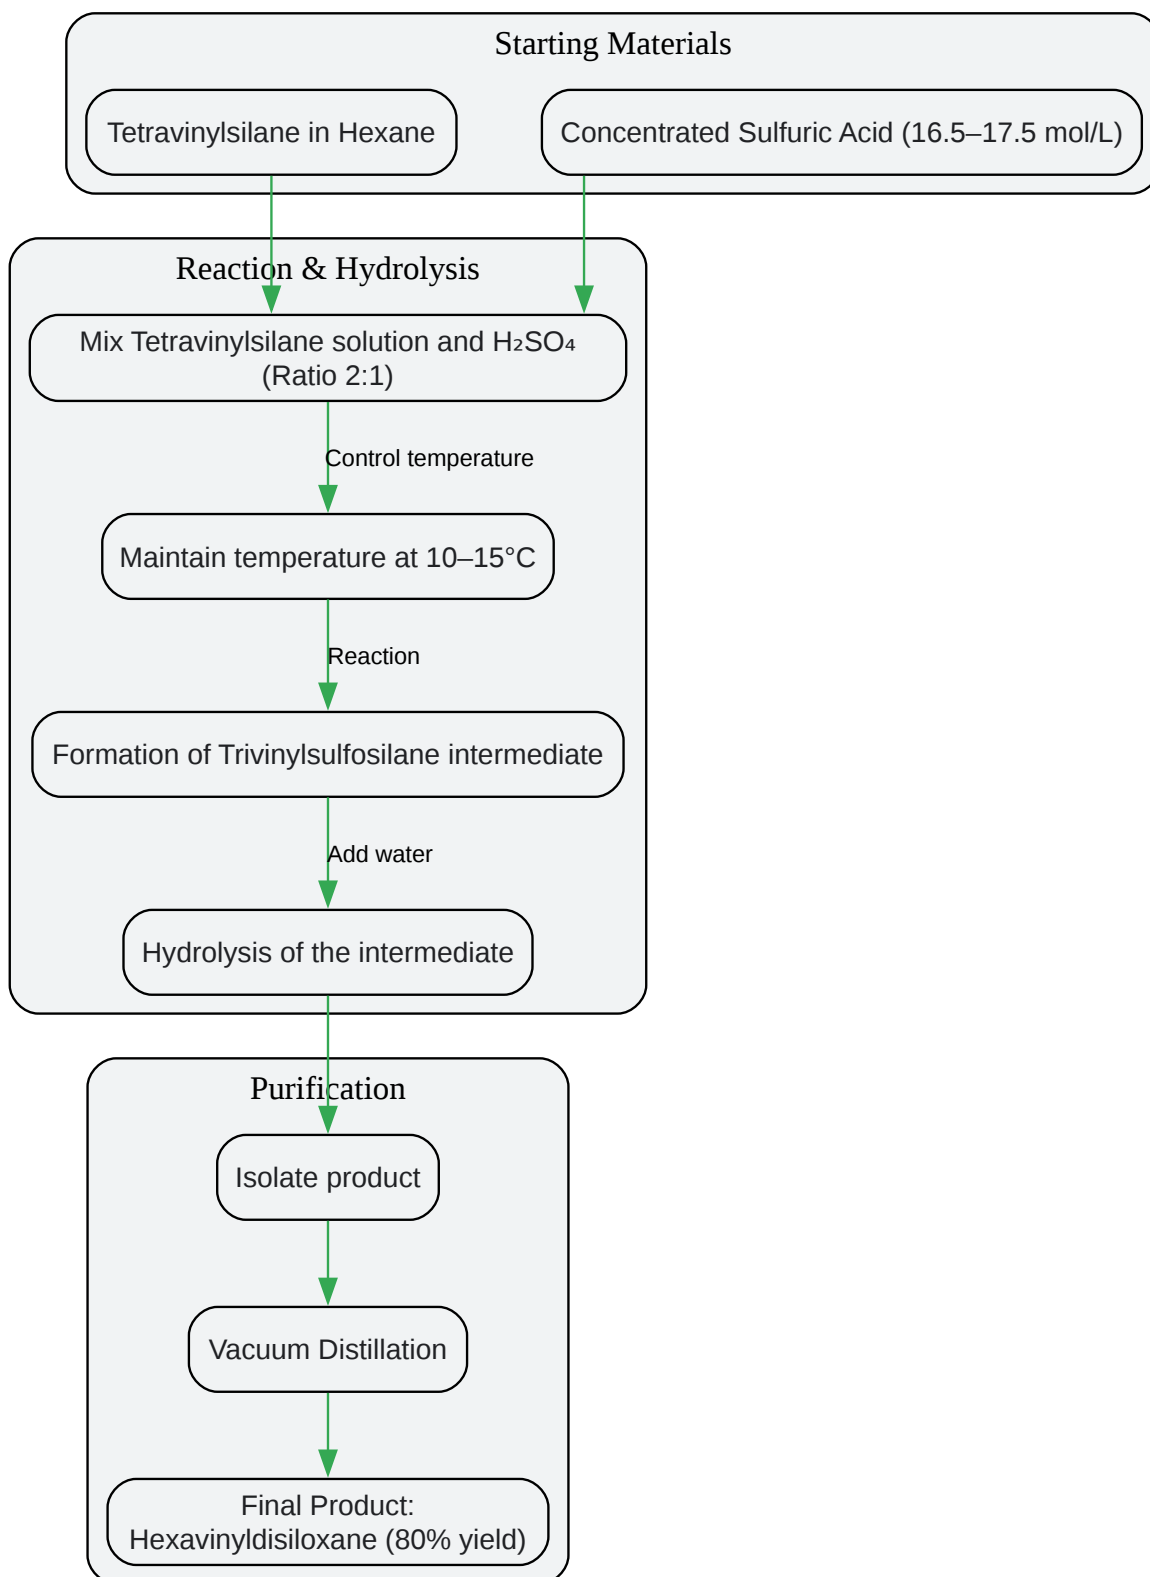 Starting Materials
Tetravinylsilane in Hexane
Concentrated Sulfuric Acid (16.5–17.5 mol/L)
Reaction & Hydrolysis
Mix Tetravinylsilane solution and H₂SO₄
(Ratio 2:1)
Control temperature
Maintain temperature at 10–15°C
Reaction
Formation of Trivinylsulfosilane intermediate
Add water
Hydrolysis of the intermediate
Purification
Isolate product
Vacuum Distillation
Final Product:
Hexavinyldisiloxane (80% yield)